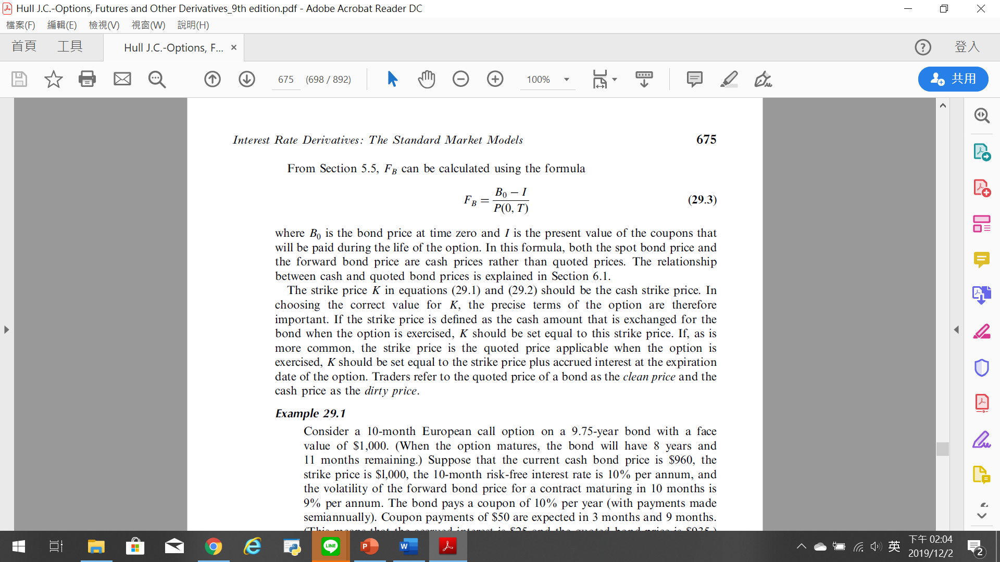 Hull J.C.-Options, Futures and Other Derivatives_9th edition.pdf - Adobe Acrobat Reader DC
檔案(F) 編輯(E) 檢視(V) 視窗(W) 說明(H)
首頁 工具 Hull J.C.-Options, F... × ? 登入
675 (698 / 892) 100% 共用
Interest Rate Derivatives: The Standard Market Models 675
From Section 5.5, F_B can be calculated using the formula
F_B = (B_0 − I) / P(0, T) (29.3)
where B_0 is the bond price at time zero and I is the present value of the coupons that
will be paid during the life of the option. In this formula, both the spot bond price and
the forward bond price are cash prices rather than quoted prices. The relationship
between cash and quoted bond prices is explained in Section 6.1.
The strike price K in equations (29.1) and (29.2) should be the cash strike price. In
choosing the correct value for K, the precise terms of the option are therefore
important. If the strike price is defined as the cash amount that is exchanged for the
bond when the option is exercised, K should be set equal to this strike price. If, as is
more common, the strike price is the quoted price applicable when the option is
exercised, K should be set equal to the strike price plus accrued interest at the expiration
date of the option. Traders refer to the quoted price of a bond as the clean price and the
cash price as the dirty price.
Example 29.1
Consider a 10-month European call option on a 9.75-year bond with a face
value of $1,000. (When the option matures, the bond will have 8 years and
11 months remaining.) Suppose that the current cash bond price is $960, the
strike price is $1,000, the 10-month risk-free interest rate is 10% per annum, and
the volatility of the forward bond price for a contract maturing in 10 months is
9% per annum. The bond pays a coupon of 10% per year (with payments made
semiannually). Coupon payments of $50 are expected in 3 months and 9 months.
(This means that the accrued interest is $25 and the quoted bond price is $935.)
LINE P W 英 下午 02:04
2019/12/2 2